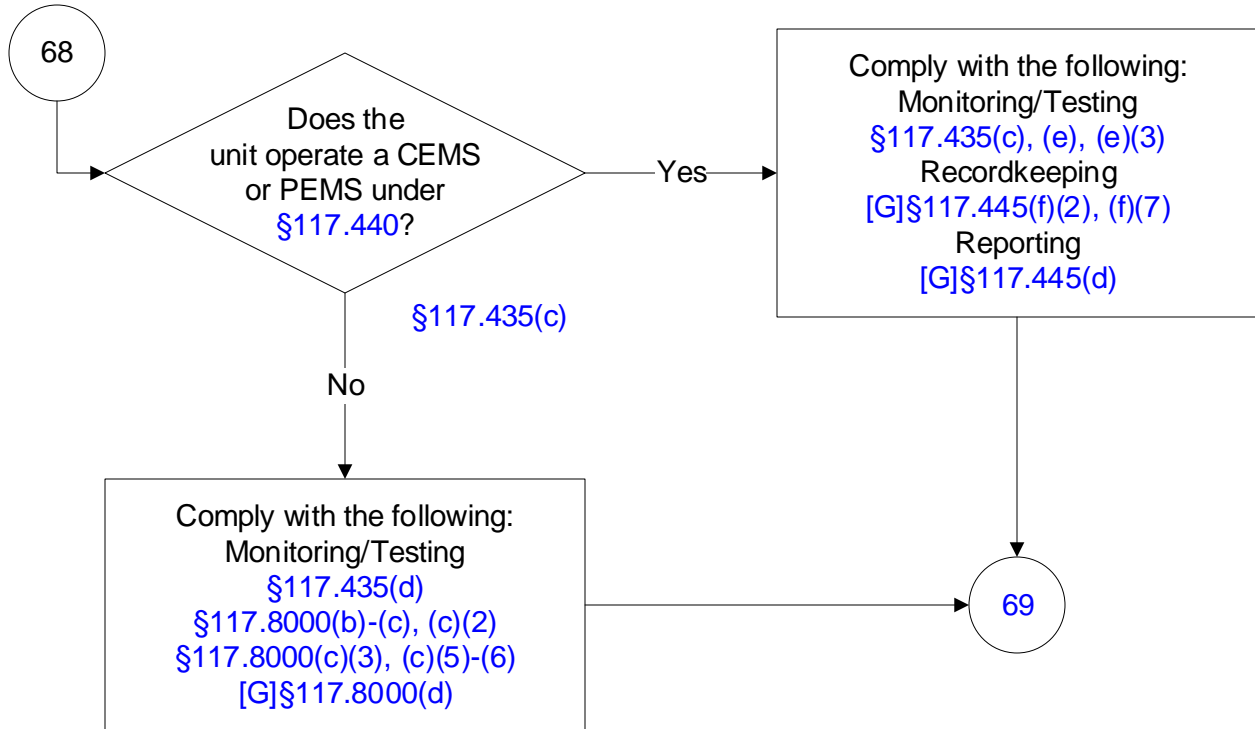 68
Does the
unit operate a CEMS
or PEMS under
§117.440?
Yes
Comply with the following:
Monitoring/Testing
§117.435(c), (e), (e)(3)
Recordkeeping
[G]§117.445(f)(2), (f)(7)
Reporting
[G]§117.445(d)
§117.435(c)
No
Comply with the following:
Monitoring/Testing
§117.435(d)
§117.8000(b)-(c), (c)(2)
§117.8000(c)(3), (c)(5)-(6)
[G]§117.8000(d)
69